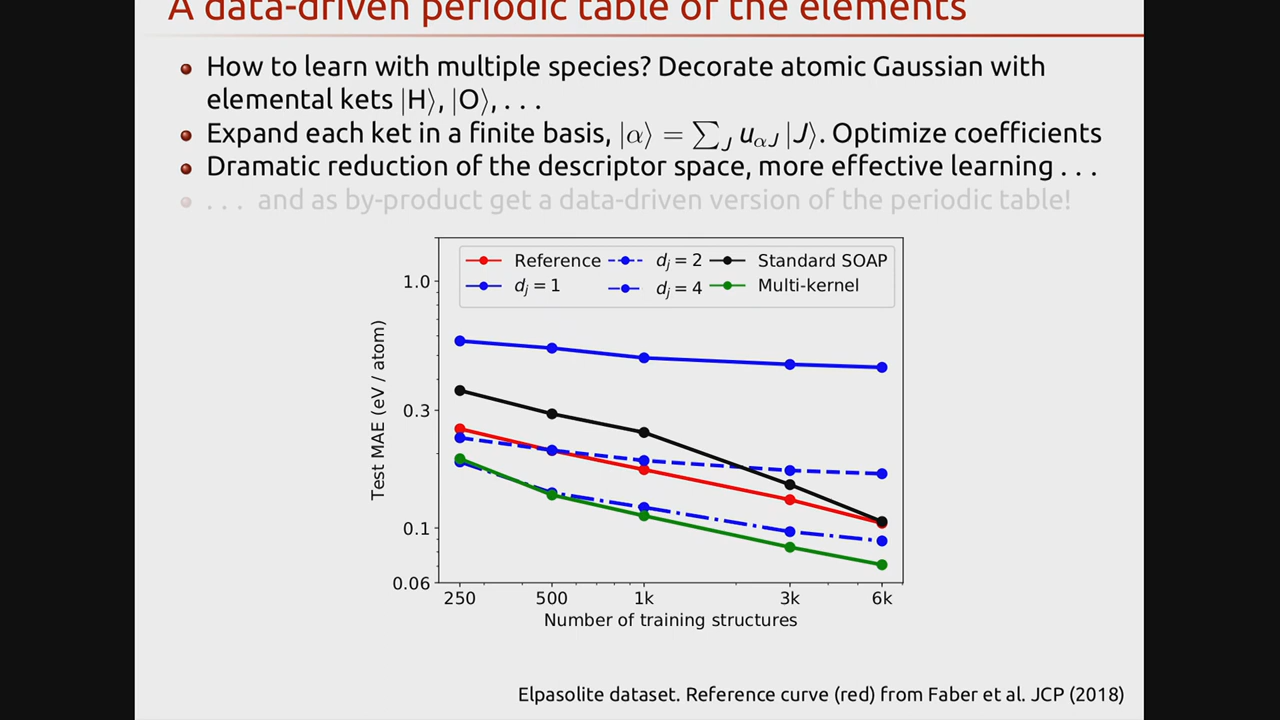 A data-driven periodic table of the elements
How to learn with multiple species? Decorate atomic Gaussian with
elemental kets |H⟩, |O⟩, . . .
Expand each ket in a finite basis, |α⟩ = ∑_J u_{αJ} |J⟩. Optimize coefficients
Dramatic reduction of the descriptor space, more effective learning . . .
. . . and as by-product get a data-driven version of the periodic table!
Reference d_j = 2 Standard SOAP
d_j = 1 d_j = 4 Multi-kernel
1.0
0.3
0.1
0.06
Test MAE (eV / atom)
250 500 1k 3k 6k
Number of training structures
Elpasolite dataset. Reference curve (red) from Faber et al. JCP (2018)